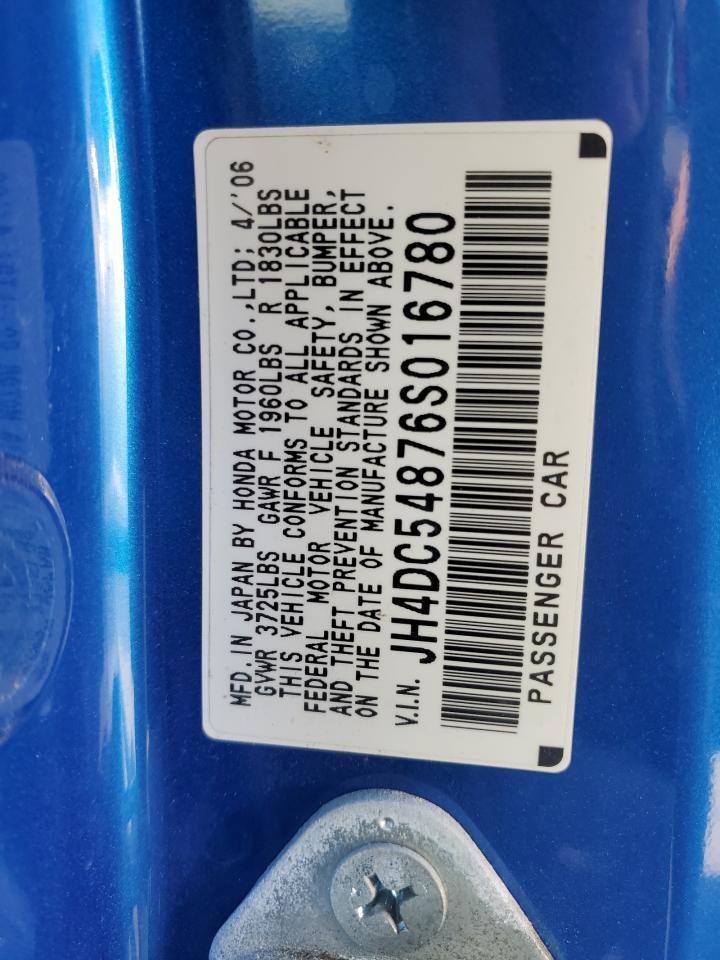 MFD. IN JAPAN BY HONDA MOTOR CO.,LTD; 4/'06
GVWR 3725LBS GAWR F 1960LBS R 1830LBS
THIS VEHICLE CONFORMS TO ALL APPLICABLE
FEDERAL MOTOR VEHICLE SAFETY, BUMPER,
AND THEFT PREVENTION STANDARDS IN EFFECT
ON THE DATE OF MANUFACTURE SHOWN ABOVE.
V.I.N. JH4DC54876S016780
PASSENGER CAR